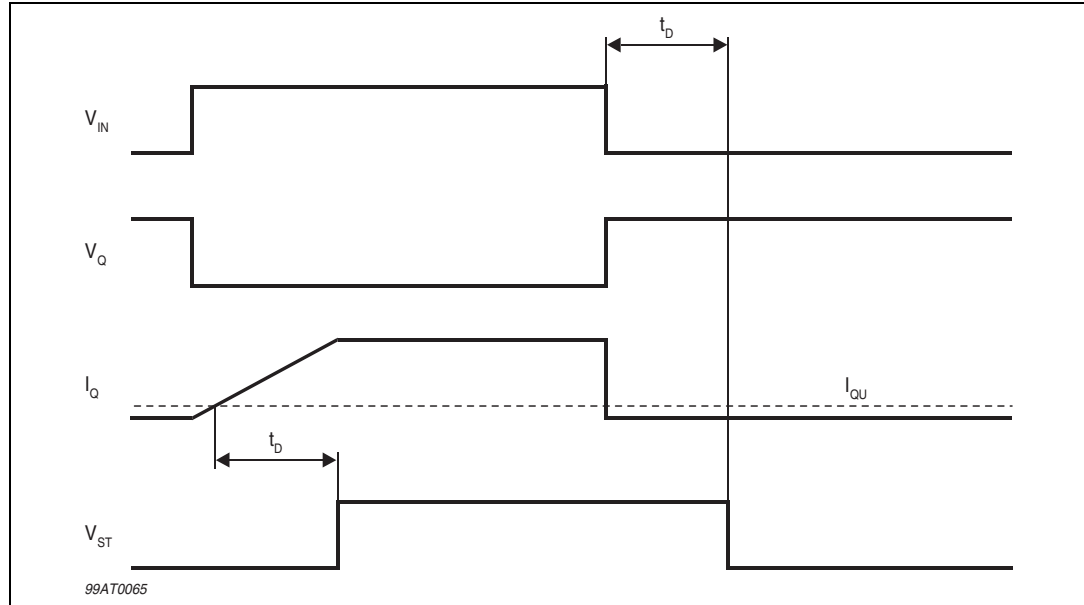 t_D
V_IN
V_Q
I_Q
I_QU
t_D
V_ST
99AT0065